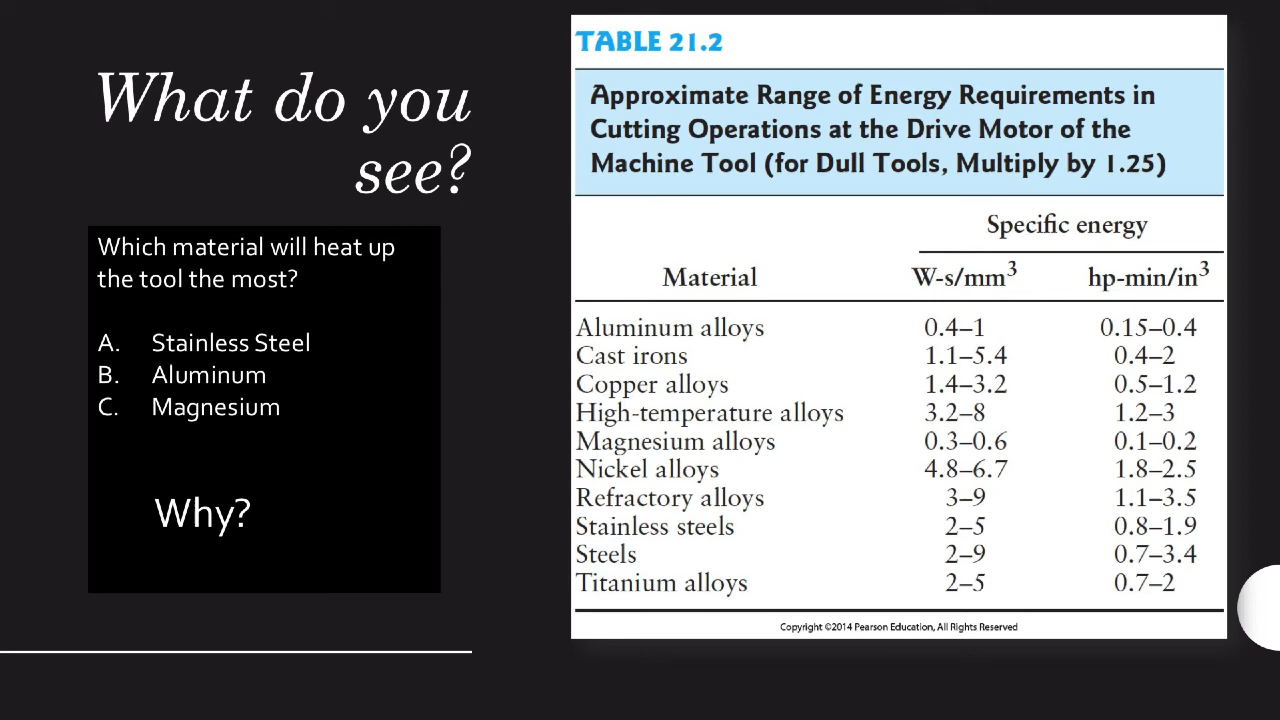 What do you
see?
Which material will heat up
the tool the most?
A. Stainless Steel
B. Aluminum
C. Magnesium
Why?
TABLE 21.2
Approximate Range of Energy Requirements in
Cutting Operations at the Drive Motor of the
Machine Tool (for Dull Tools, Multiply by 1.25)
Specific energy
Material W-s/mm³ hp-min/in³
Aluminum alloys 0.4–1 0.15–0.4
Cast irons 1.1–5.4 0.4–2
Copper alloys 1.4–3.2 0.5–1.2
High-temperature alloys 3.2–8 1.2–3
Magnesium alloys 0.3–0.6 0.1–0.2
Nickel alloys 4.8–6.7 1.8–2.5
Refractory alloys 3–9 1.1–3.5
Stainless steels 2–5 0.8–1.9
Steels 2–9 0.7–3.4
Titanium alloys 2–5 0.7–2
Copyright ©2014 Pearson Education, All Rights Reserved